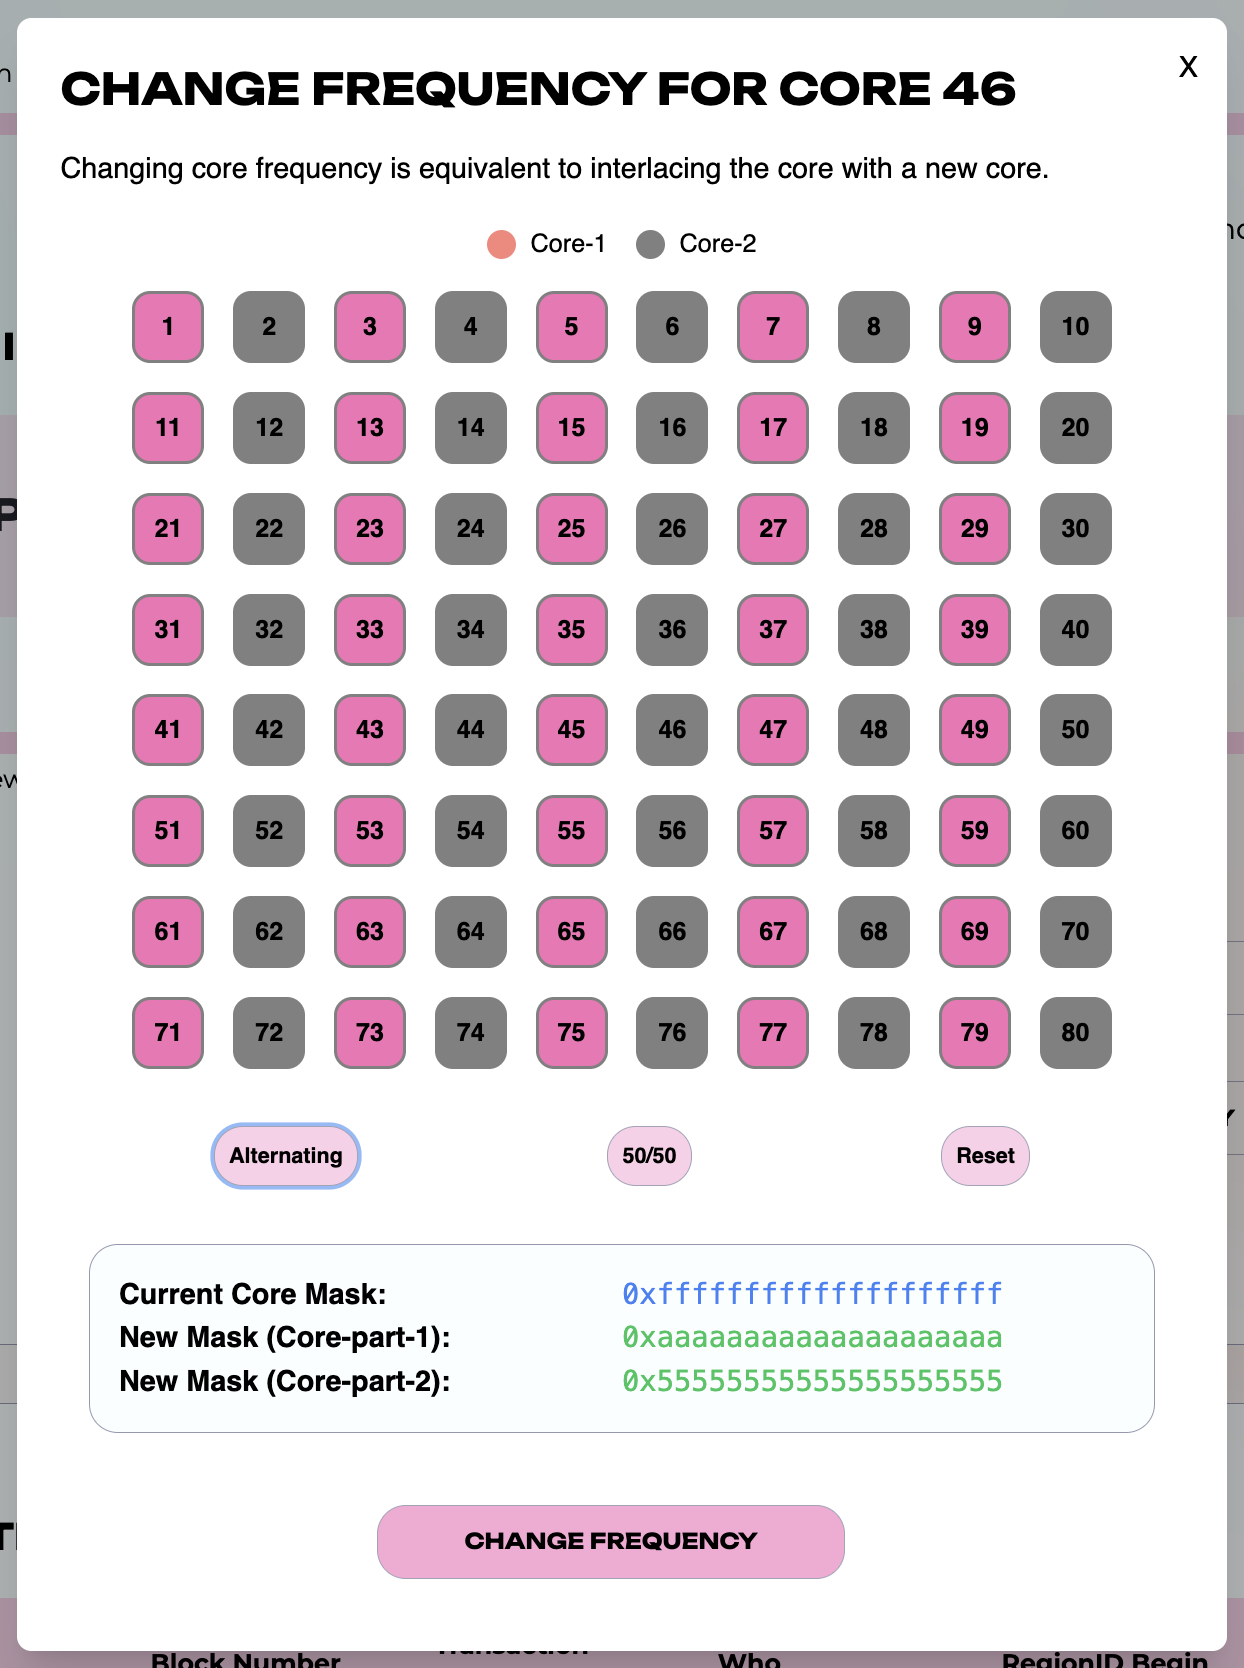 CHANGE FREQUENCY FOR CORE 46
X
Changing core frequency is equivalent to interlacing the core with a new core.
Core-1 Core-2
1 2 3 4 5 6 7 8 9 10
11 12 13 14 15 16 17 18 19 20
21 22 23 24 25 26 27 28 29 30
31 32 33 34 35 36 37 38 39 40
41 42 43 44 45 46 47 48 49 50
51 52 53 54 55 56 57 58 59 60
61 62 63 64 65 66 67 68 69 70
71 72 73 74 75 76 77 78 79 80
Alternating 50/50 Reset
Current Core Mask: 0xffffffffffffffffffff
New Mask (Core-part-1): 0xaaaaaaaaaaaaaaaaaaaa
New Mask (Core-part-2): 0x55555555555555555555
CHANGE FREQUENCY
Block Number Transaction Who RegionID Begin